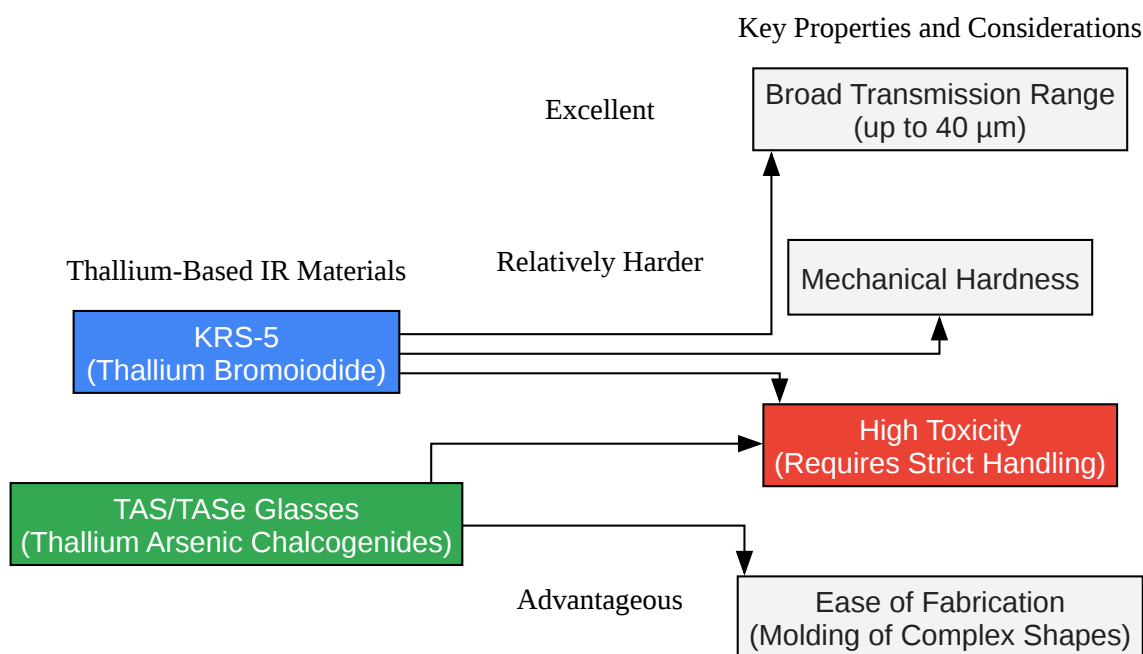 Key Properties and Considerations
Broad Transmission Range
(up to 40 µm)
Excellent
Relatively Harder
Mechanical Hardness
Thallium-Based IR Materials
KRS-5
(Thallium Bromoiodide)
High Toxicity
(Requires Strict Handling)
TAS/TASe Glasses
(Thallium Arsenic Chalcogenides)
Advantageous
Ease of Fabrication
(Molding of Complex Shapes)